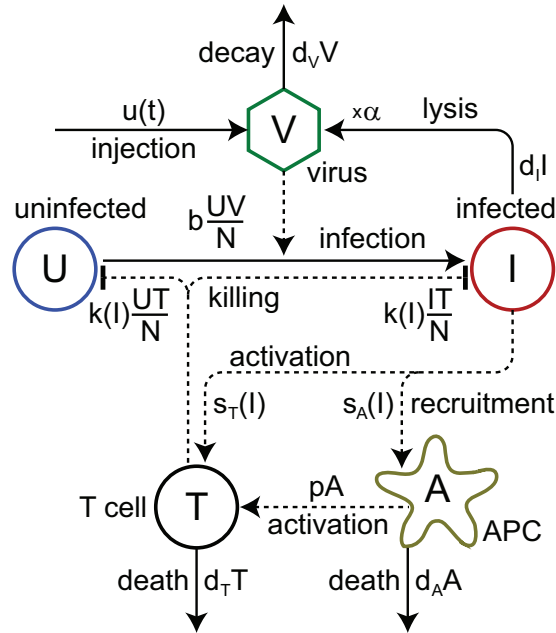 decay d_VV
u(t)
injection
V
xα
lysis
virus
d_II
uninfected
infected
b UV/N
infection
U
I
k(I) UT/N
killing
k(I) IT/N
activation
s_T(I)
s_A(I)
recruitment
T cell
T
pA
activation
A
APC
death d_TT
death d_AA